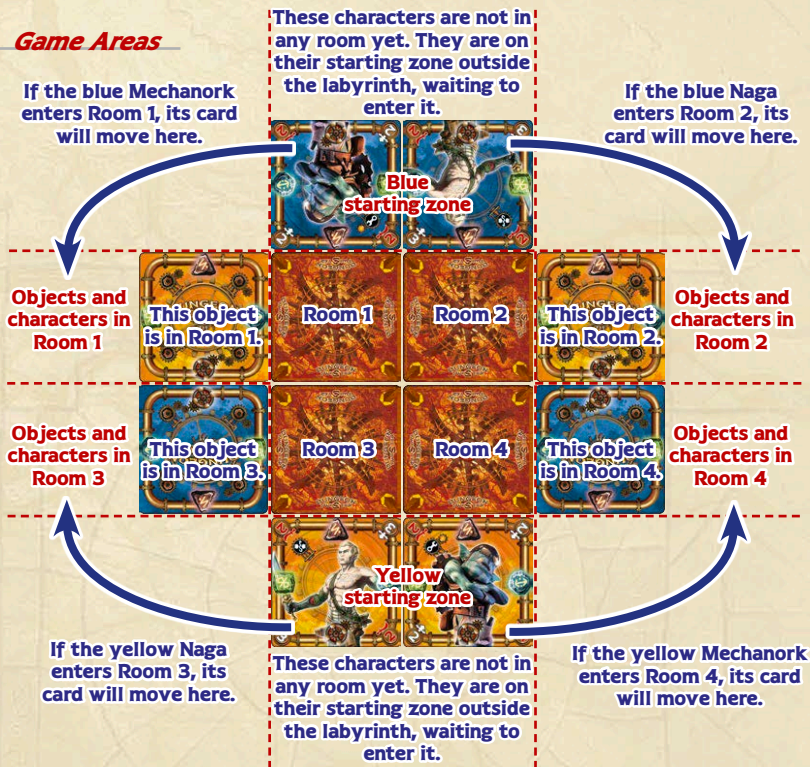 Game Areas
These characters are not in
any room yet. They are on
their starting zone outside
the labyrinth, waiting to
enter it.
If the blue Mechanork
enters Room 1, its card
will move here.
If the blue Naga
enters Room 2, its
card will move here.
Blue
starting zone
Objects and
characters in
Room 1
This object
is in Room 1.
Room 1
Room 2
This object
is in Room 2.
Objects and
characters in
Room 2
Objects and
characters in
Room 3
This object
is in Room 3.
Room 3
Room 4
This object
is in Room 4.
Objects and
characters in
Room 4
Yellow
starting zone
If the yellow Naga
enters Room 3, its
card will move here.
These characters are not in
any room yet. They are on
their starting zone outside
the labyrinth, waiting to
enter it.
If the yellow Mechanork
enters Room 4, its card
will move here.